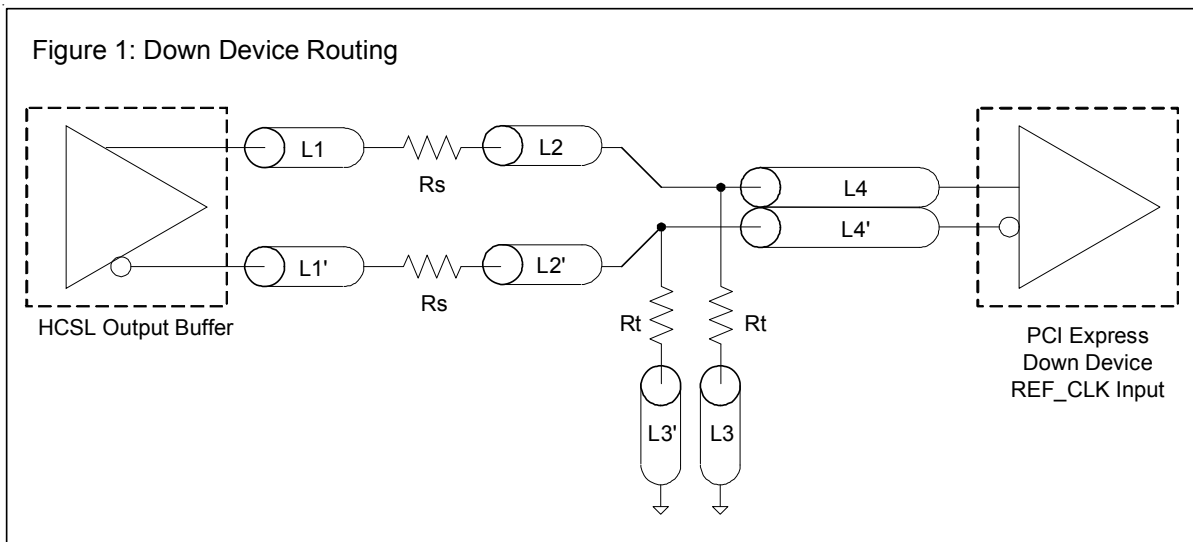 Figure 1: Down Device Routing
L1
Rs
L2
L4
L4'
L1'
Rs
L2'
HCSL Output Buffer
Rt
Rt
L3'
L3
PCI Express
Down Device
REF_CLK Input